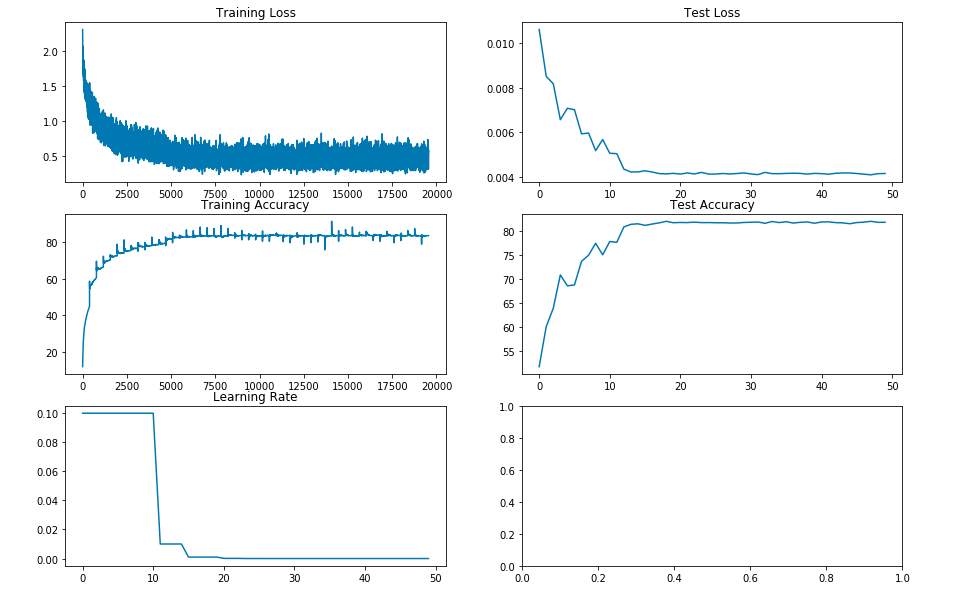 Training Loss
2.0
1.5
1.0
0.5
0 2500 5000 7500 10000 12500 15000 17500 20000
Test Loss
0.010
0.008
0.006
0.004
0 10 20 30 40 50
Training Accuracy
80
60
40
20
0 2500 5000 7500 10000 12500 15000 17500 20000
Test Accuracy
80
75
70
65
60
55
0 10 20 30 40 50
Learning Rate
0.10
0.08
0.06
0.04
0.02
0.00
0 10 20 30 40 50
1.0
0.8
0.6
0.4
0.2
0.0
0.0 0.2 0.4 0.6 0.8 1.0